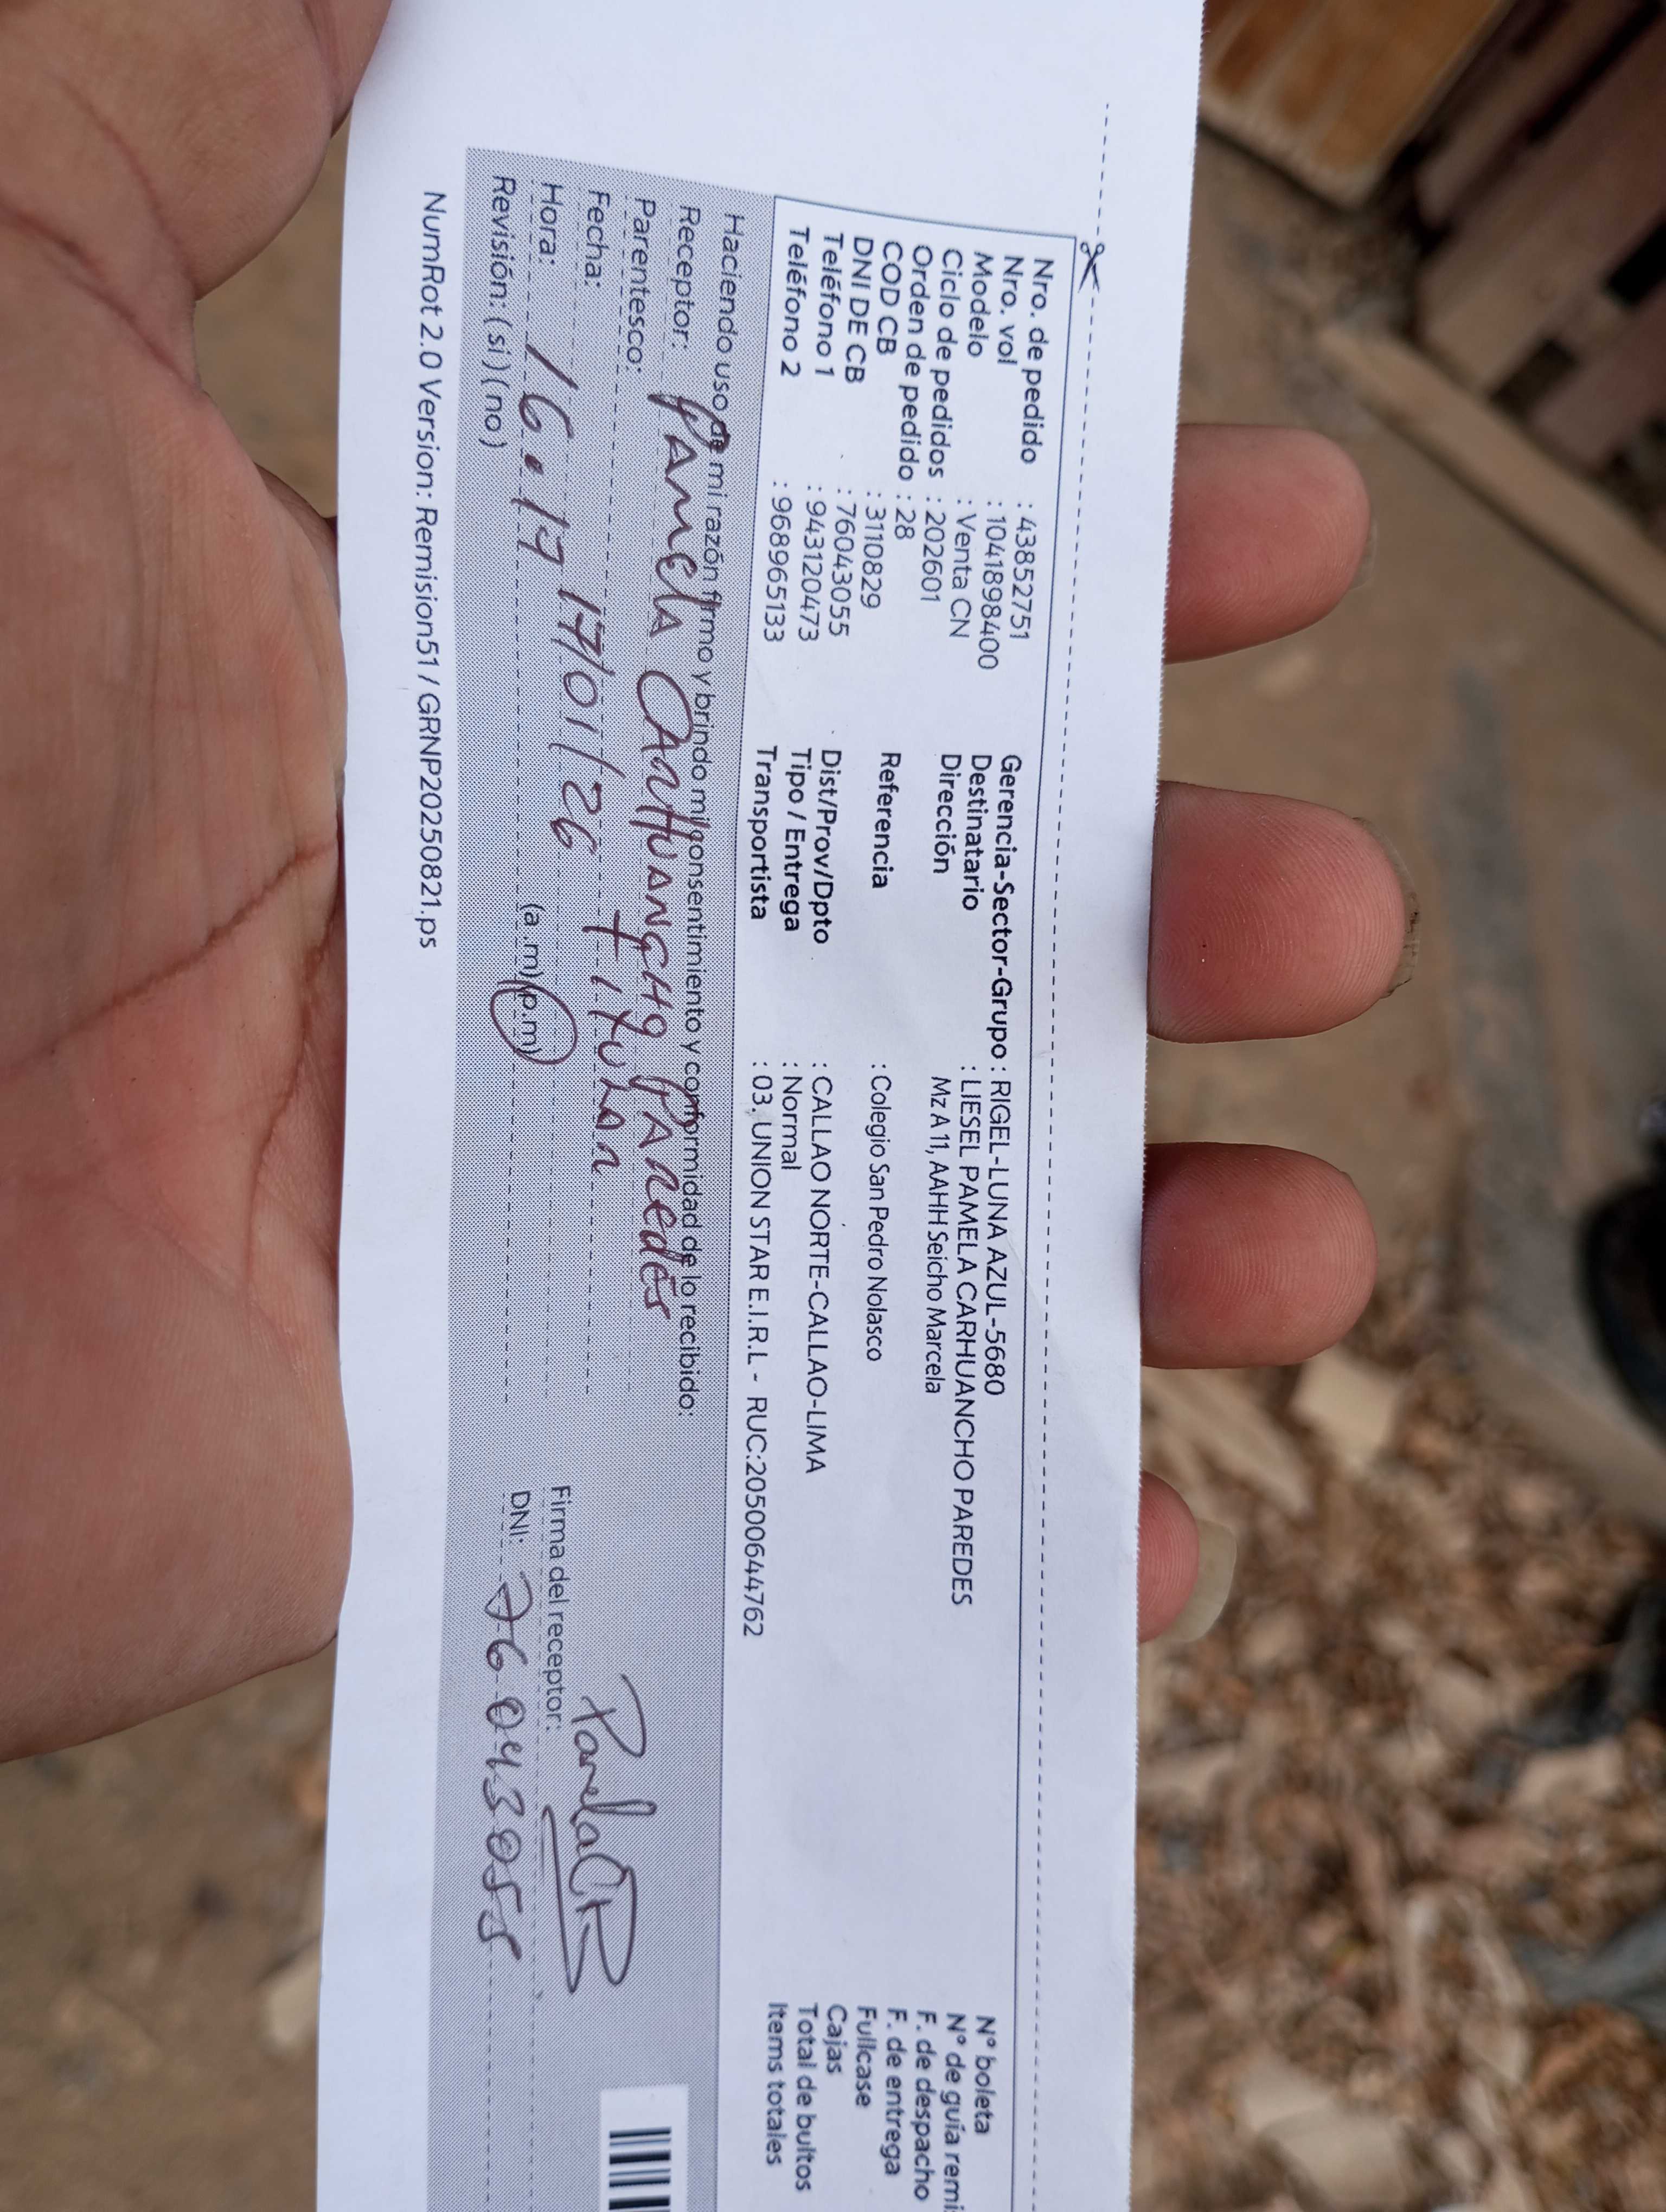 Nro. de pedido : 43852751
Nro. vol : 1041898400
Modelo : Venta CN
Ciclo de pedidos : 202601
Orden de pedido : 28
COD CB : 3110829
DNI DE CB : 76043055
Teléfono 1 : 943120473
Teléfono 2 : 968965133
Gerencia-Sector-Grupo : RIGEL-LUNA AZUL-5680
Destinatario : LIESEL PAMELA CARHUANCHO PAREDES
Dirección Mz A 11, AAHH Seicho Marcela
Referencia : Colegio San Pedro Nolasco
Dist/Prov/Dpto : CALLAO NORTE-CALLAO-LIMA
Tipo / Entrega : Normal
Transportista : 03. UNION STAR E.I.R.L - RUC:20500644762
N° boleta
N° de guía remi
F. de despacho
F. de entrega
Fullcase
Cajas
Total de bultos
Items totales
Haciendo uso de mi razón firmo y brindo mi consentimiento y conformidad de lo recibido:
Receptor: PAmelA CARHUANCHO PARedes
Parentesco: Titular
Fecha: 17/01/26
Hora: 16.17 (a.m) (p.m)
Revisión: (si) (no)
Firma del receptor: Pamela CP
DNI: 76043055
NumRot 2.0 Version: Remision51 / GRNP20250821.ps